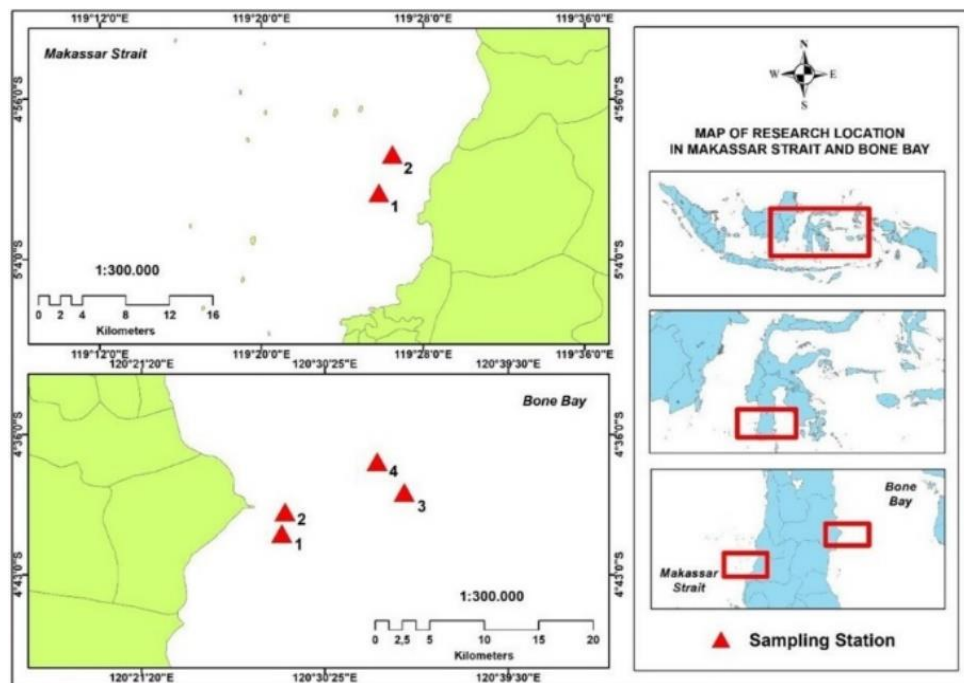 119°12'0"E 119°20'0"E 119°28'0"E 119°36'0"E
Makassar Strait
4°56'0"S
4°56'0"S
2
1
5°4'0"S
5°4'0"S
1:300.000
0 2 4 8 12 16
Kilometers
119°12'0"E 119°20'0"E 119°28'0"E 119°36'0"E
120°21'20"E 120°30'25"E 120°39'30"E
Bone Bay
4°36'0"S
4°36'0"S
4
3
2
1
4°43'0"S
4°43'0"S
1:300.000
0 2,5 5 10 15 20
Kilometers
120°21'20"E 120°30'25"E 120°39'30"E
N
W E
S
MAP OF RESEARCH LOCATION
IN MAKASSAR STRAIT AND BONE BAY
Bone
Bay
Makassar
Strait
Sampling Station